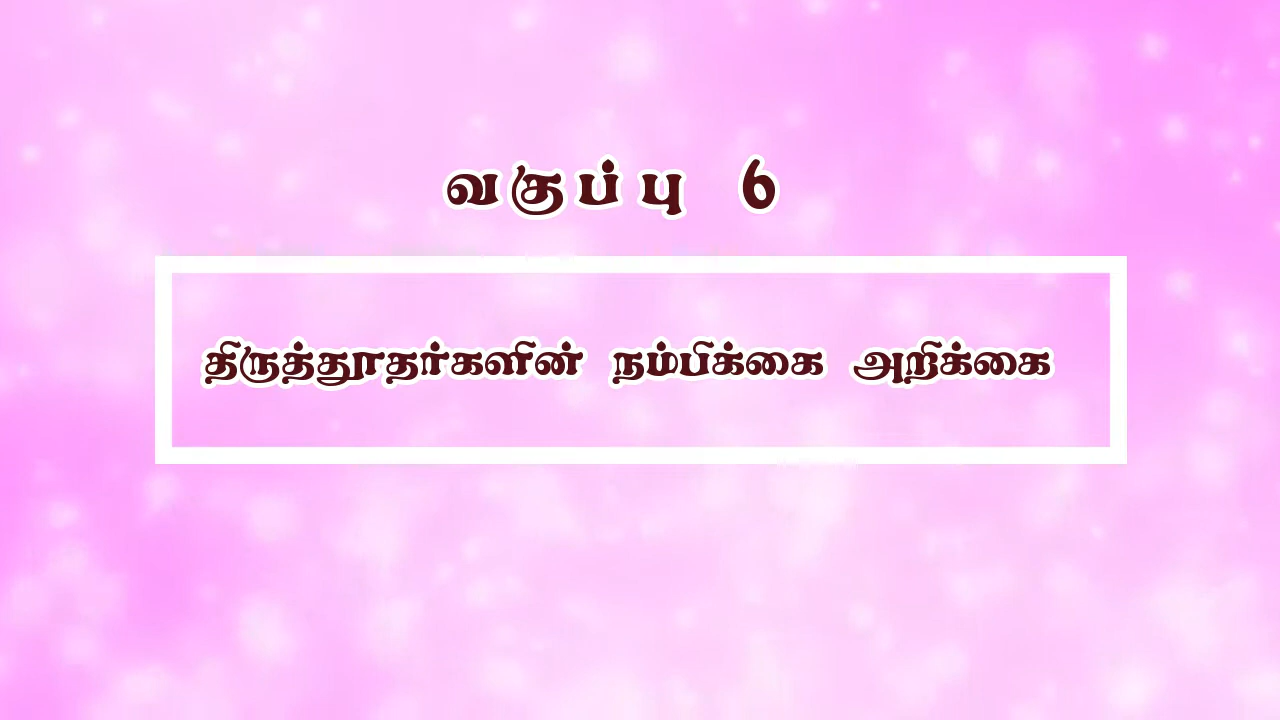 வகுப்பு 6
திருத்தூதர்களின் நம்பிக்கை அறிக்கை